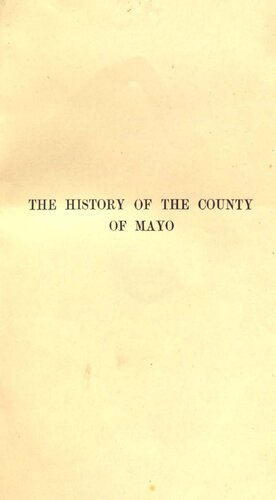 THE HISTORY OF THE COUNTY
OF MAYO